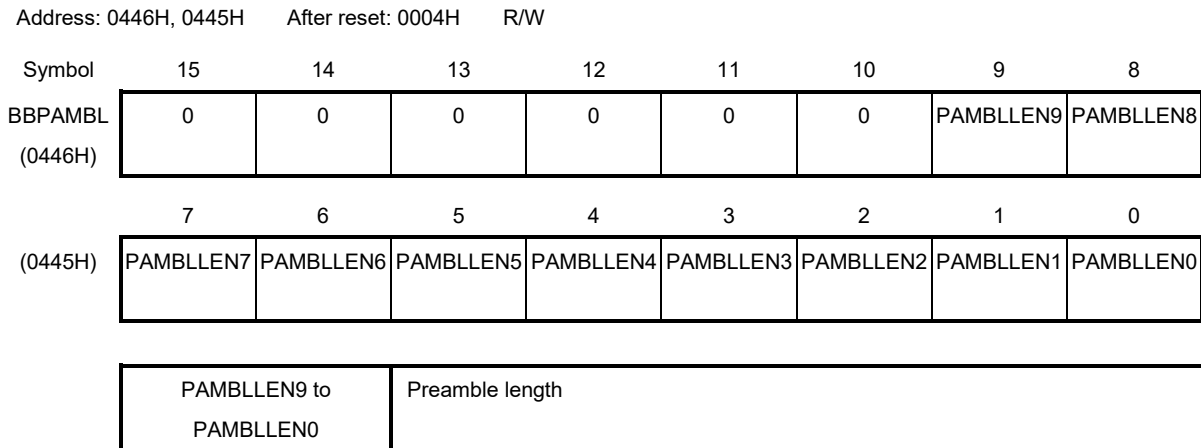 Address: 0446H, 0445H After reset: 0004H R/W
Symbol 15 14 13 12 11 10 9 8
BBPAMBL 0 0 0 0 0 0 PAMBLLEN9 PAMBLLEN8
(0446H)
7 6 5 4 3 2 1 0
(0445H) PAMBLLEN7 PAMBLLEN6 PAMBLLEN5 PAMBLLEN4 PAMBLLEN3 PAMBLLEN2 PAMBLLEN1 PAMBLLEN0
PAMBLLEN9 to Preamble length
PAMBLLEN0